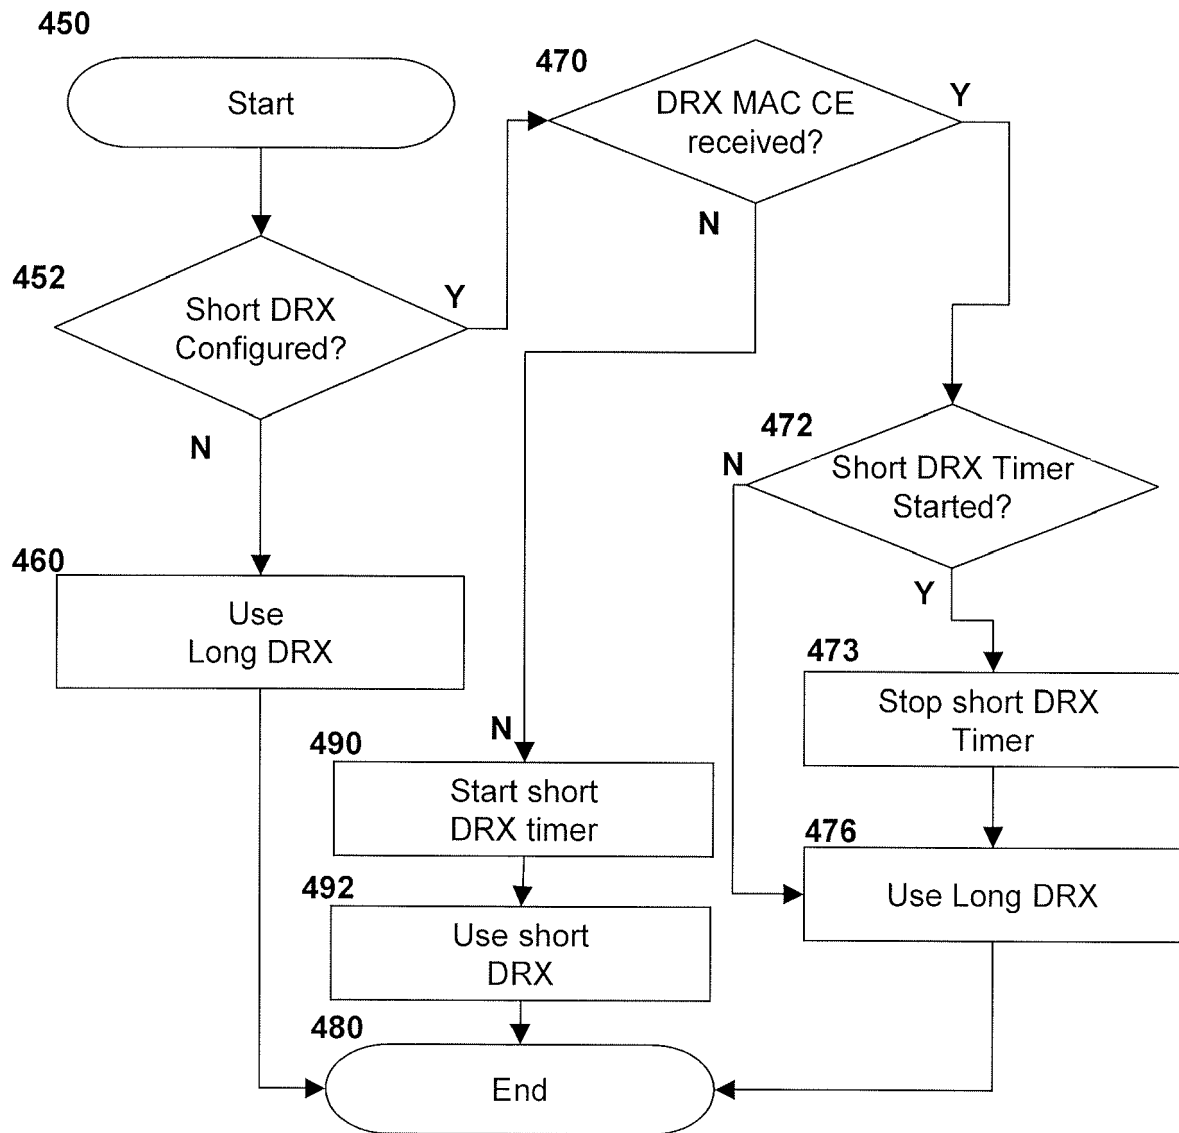 450
Start
470
DRX MAC CE
received?
Y
N
452
Short DRX
Configured?
Y
N
472
Short DRX Timer
Started?
N
Y
460
Use
Long DRX
473
Stop short DRX
Timer
N
490
Start short
DRX timer
476
Use Long DRX
492
Use short
DRX
480
End